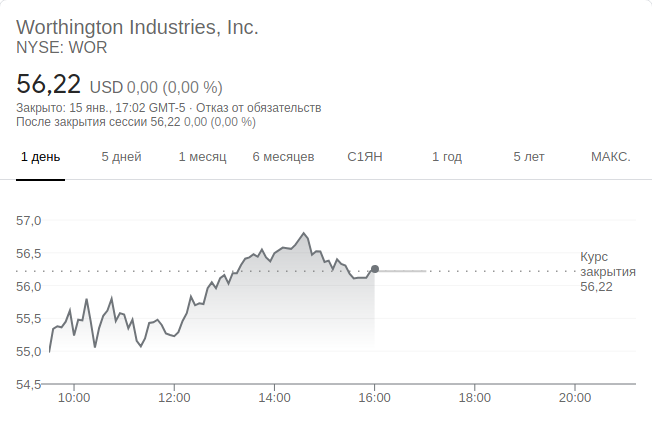 Worthington Industries, Inc.
NYSE: WOR
56,22 USD 0,00 (0,00 %)
Закрыто: 15 янв., 17:02 GMT-5 · Отказ от обязательств
После закрытия сессии 56,22 0,00 (0,00 %)
1 день 5 дней 1 месяц 6 месяцев С1ЯН 1 год 5 лет МАКС.
57,0
56,5
56,0
55,5
55,0
54,5
Курс
закрытия
56,22
10:00 12:00 14:00 16:00 18:00 20:00